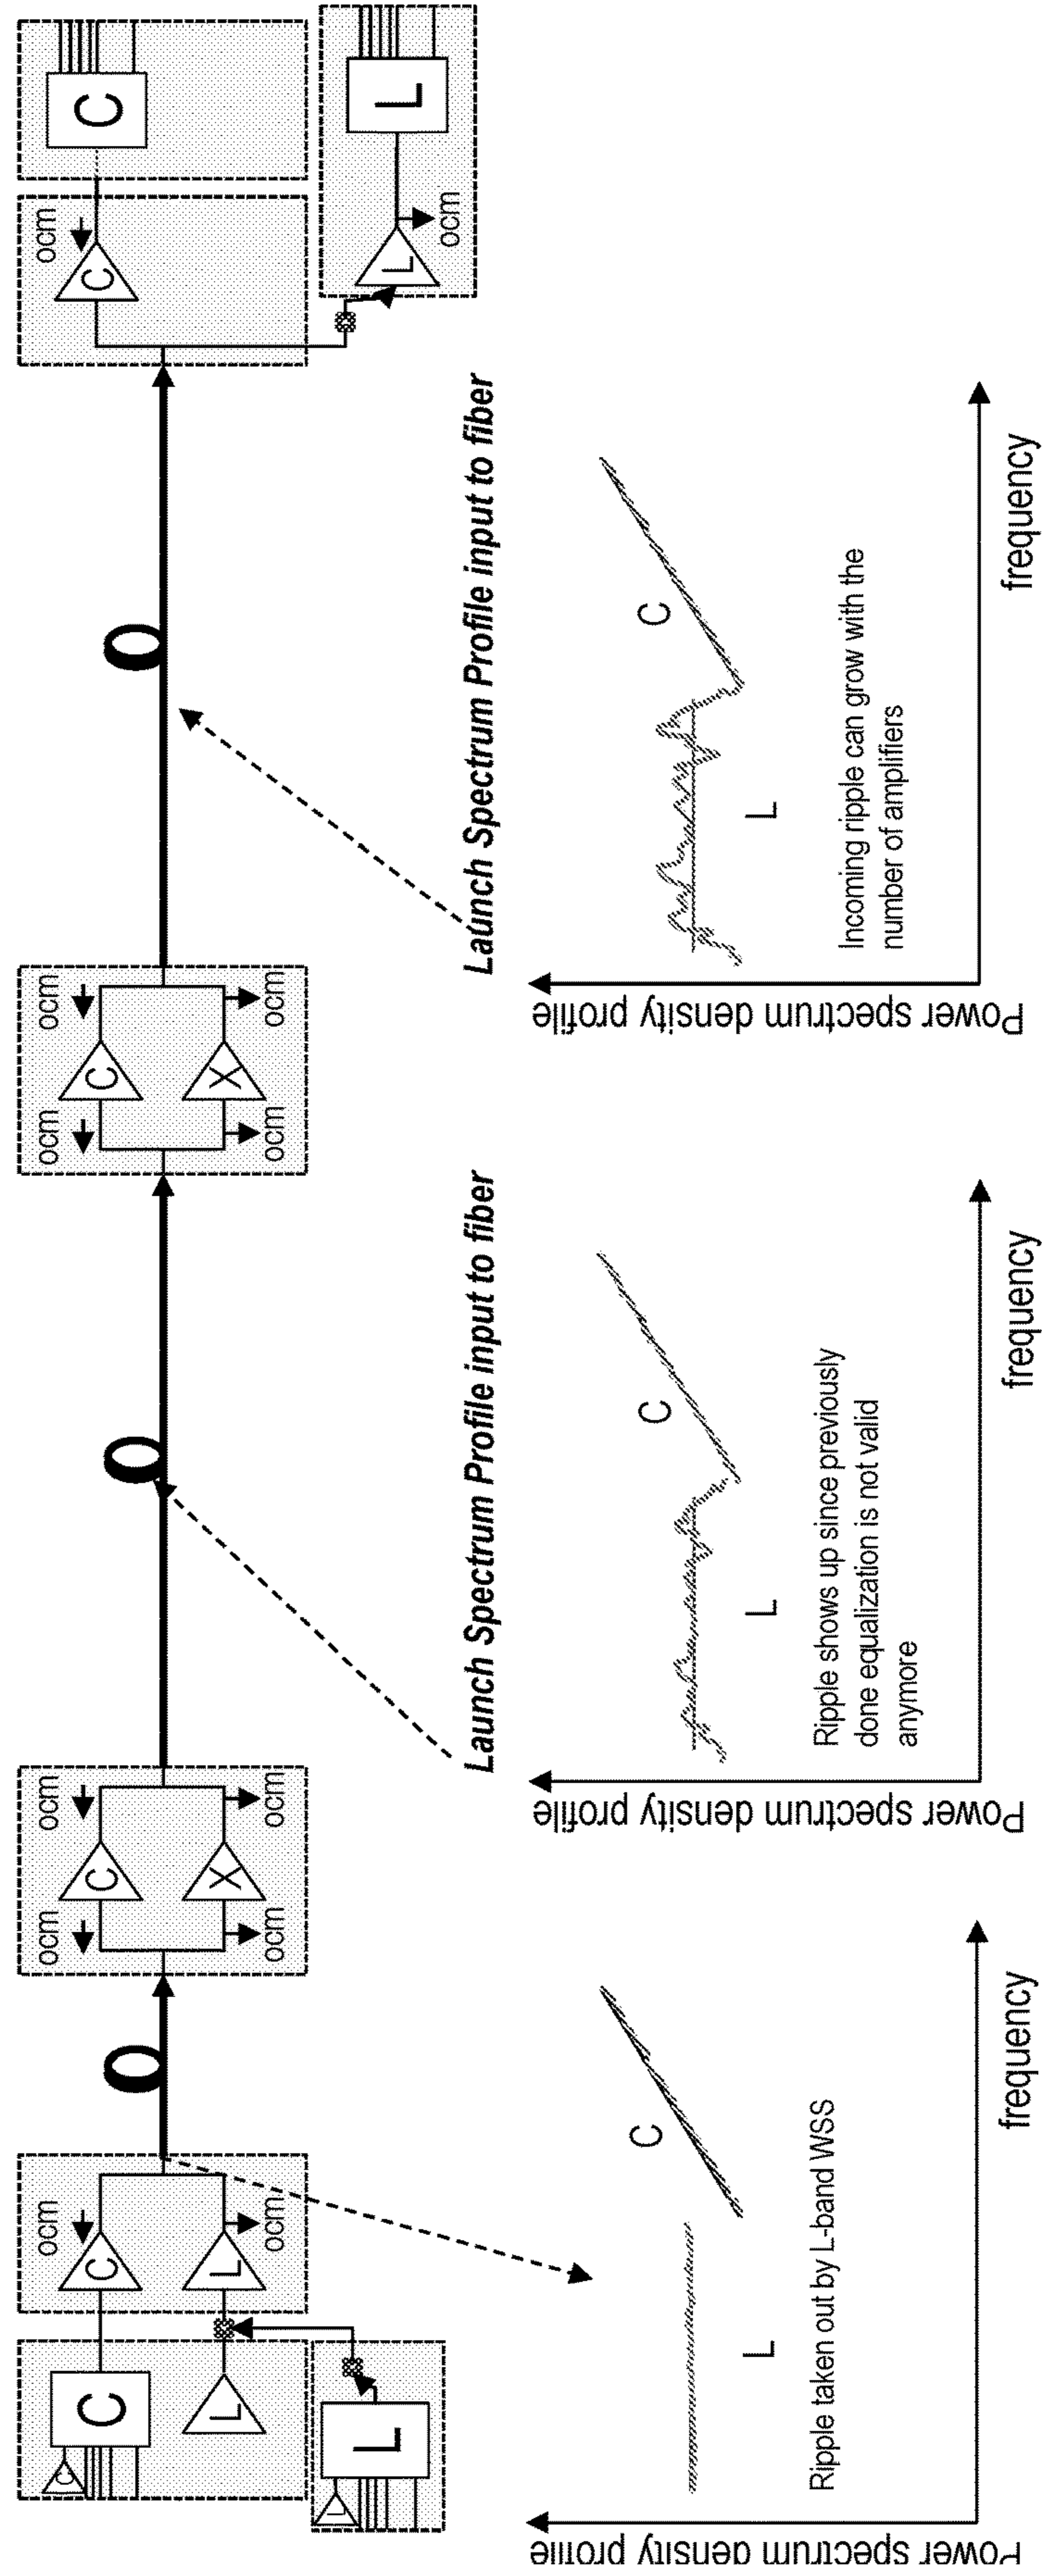 C
C
L
L
L
C
ocm
L
ocm
ocm
C
ocm
ocm
X
ocm
ocm
C
ocm
ocm
X
ocm
ocm
C
C
L
ocm
L
Launch Spectrum Profile input to fiber
Launch Spectrum Profile input to fiber
Power spectrum density profile
L
C
Ripple taken out by L-band WSS
frequency
Power spectrum density profile
L
C
Ripple shows up since previously
done equalization is not valid
anymore
frequency
Power spectrum density profile
L
C
Incoming ripple can grow with the
number of amplifiers
frequency